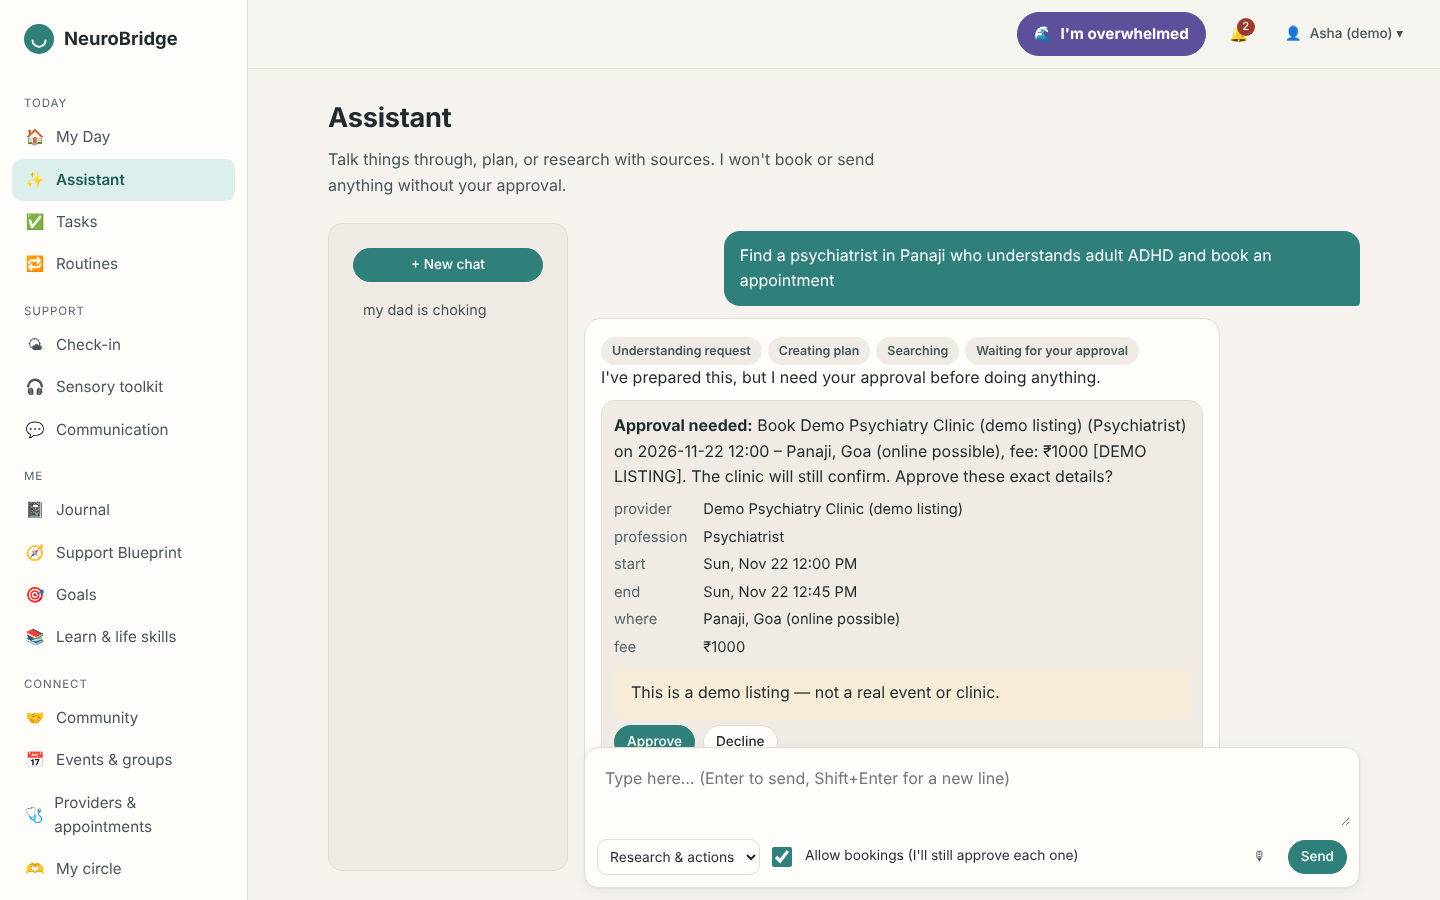 NeuroBridge
I'm overwhelmed
2
Asha (demo) ▾
TODAY
My Day
Assistant
Tasks
Routines
SUPPORT
Check-in
Sensory toolkit
Communication
ME
Journal
Support Blueprint
Goals
Learn & life skills
CONNECT
Community
Events & groups
Providers &
appointments
My circle
Assistant
Talk things through, plan, or research with sources. I won't book or send
anything without your approval.
+ New chat
my dad is choking
Find a psychiatrist in Panaji who understands adult ADHD and book an
appointment
Understanding request Creating plan Searching Waiting for your approval
I've prepared this, but I need your approval before doing anything.
Approval needed: Book Demo Psychiatry Clinic (demo listing) (Psychiatrist)
on 2026-11-22 12:00 – Panaji, Goa (online possible), fee: ₹1000 [DEMO
LISTING]. The clinic will still confirm. Approve these exact details?
provider Demo Psychiatry Clinic (demo listing)
profession Psychiatrist
start Sun, Nov 22 12:00 PM
end Sun, Nov 22 12:45 PM
where Panaji, Goa (online possible)
fee ₹1000
This is a demo listing — not a real event or clinic.
Approve Decline
Type here... (Enter to send, Shift+Enter for a new line)
Research & actions Allow bookings (I'll still approve each one) Send